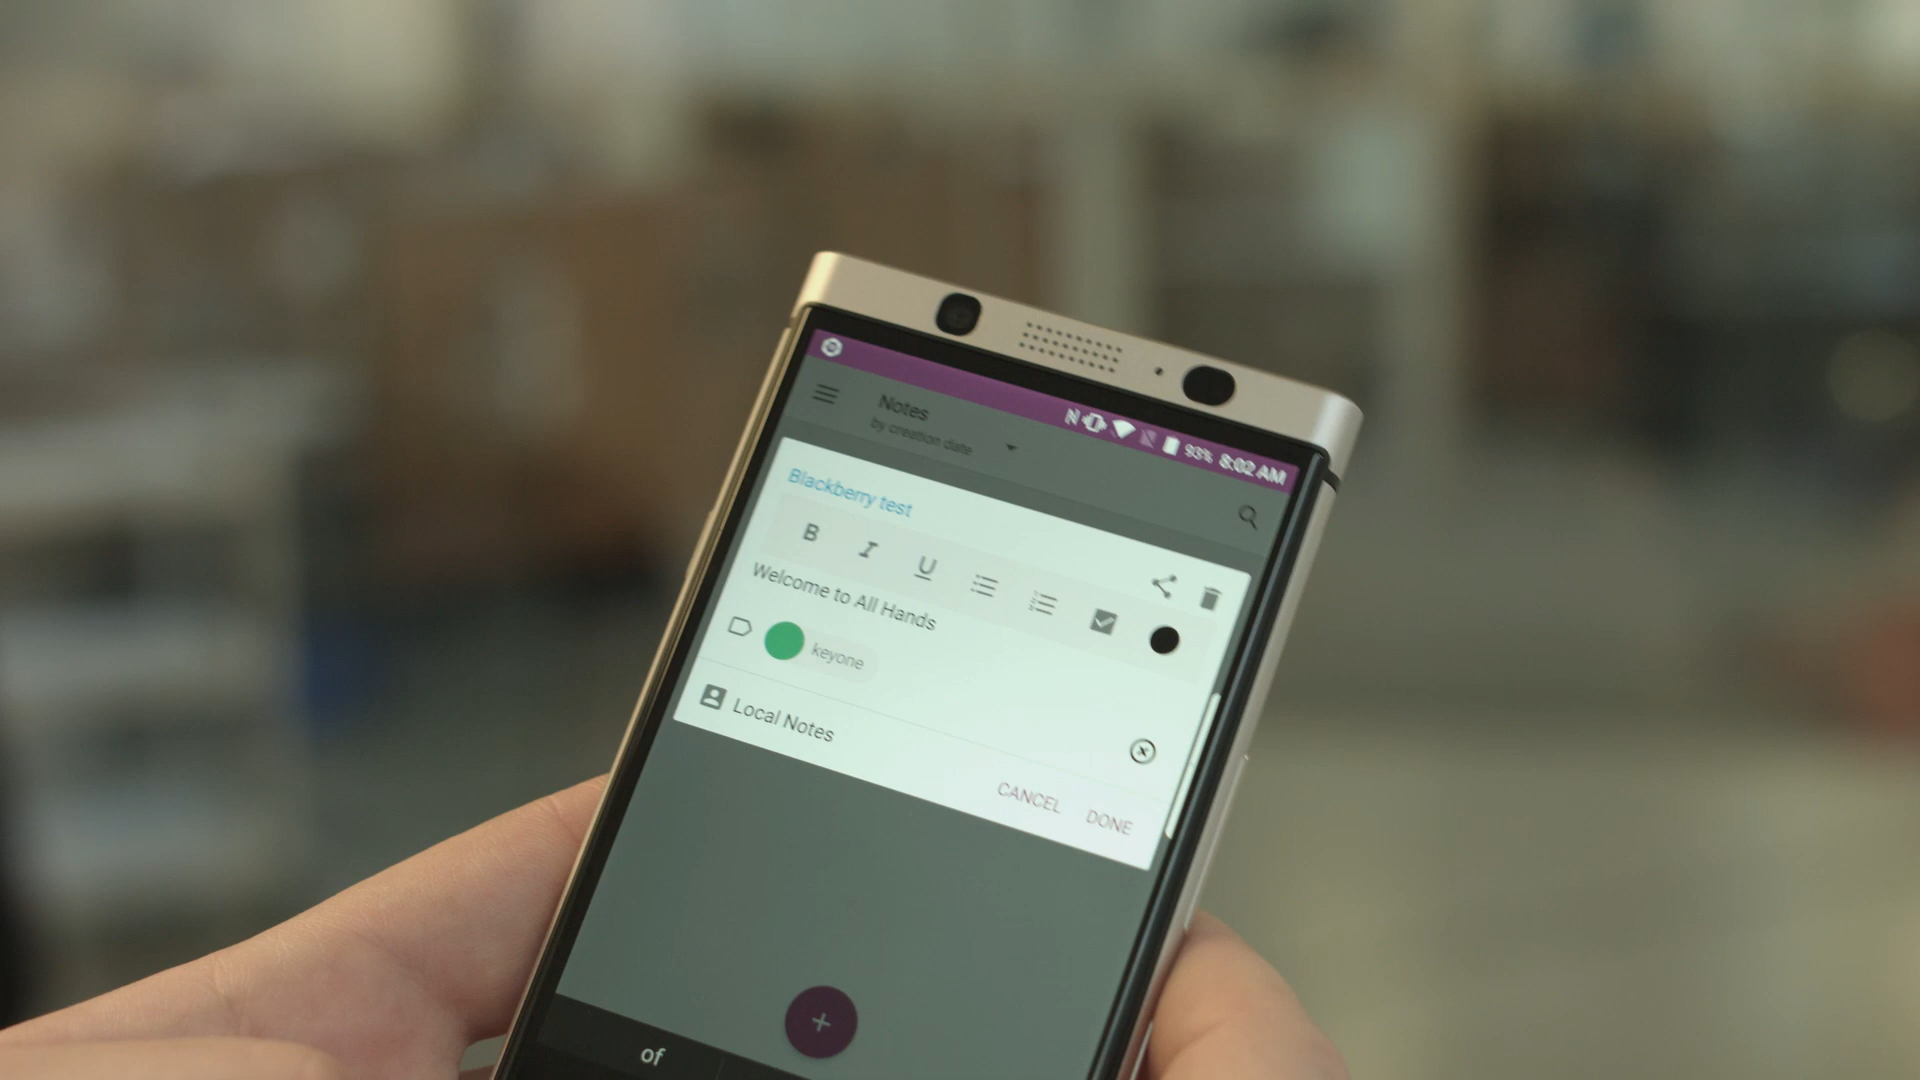 93% 8:02 AM
Notes
by creation date
Blackberry test
B I U
Welcome to All Hands
keyone
Local Notes
CANCEL DONE
of